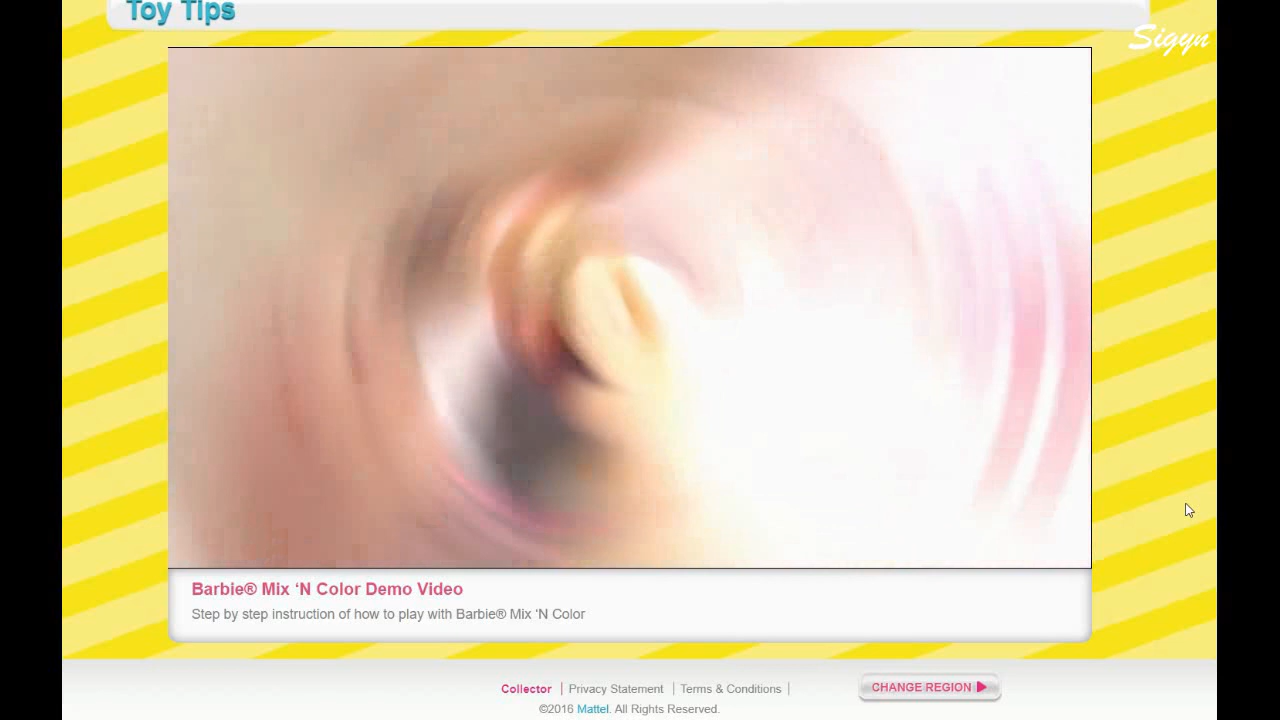 Toy Tips
Sigyn
Barbie® Mix ‘N Color Demo Video
Step by step instruction of how to play with Barbie® Mix ‘N Color
Collector | Privacy Statement | Terms & Conditions |
CHANGE REGION
©2016 Mattel. All Rights Reserved.